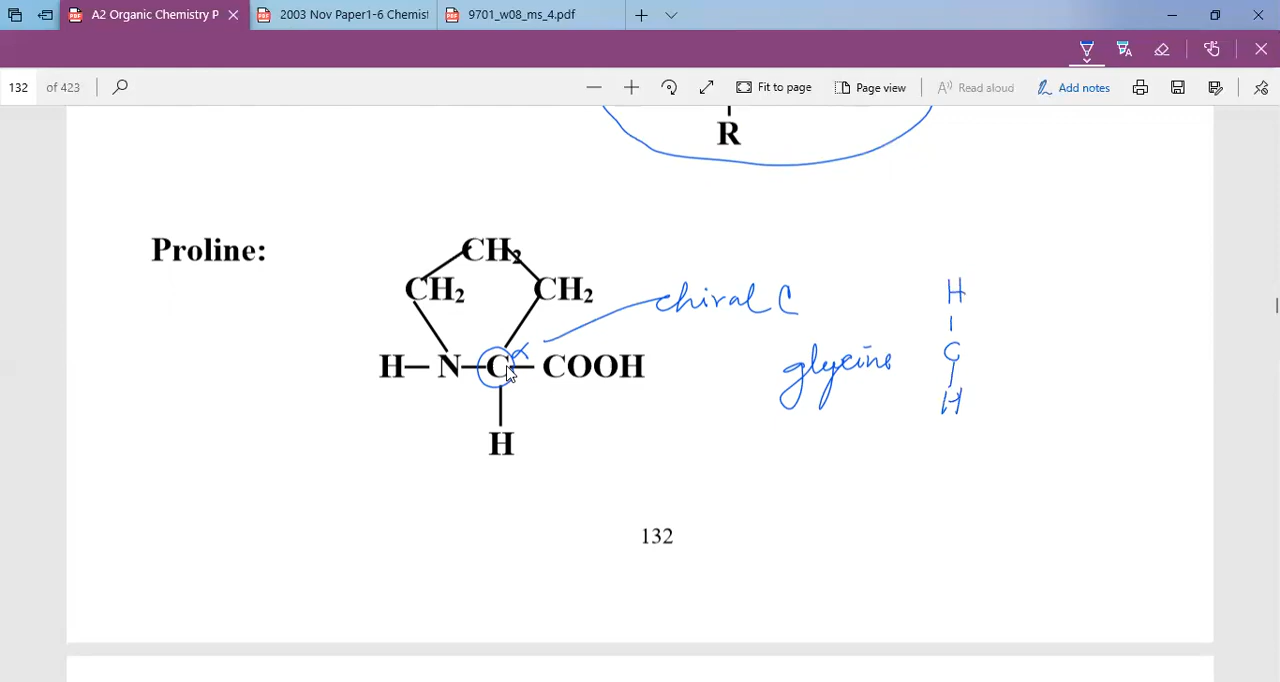 A2 Organic Chemistry P
2003 Nov Paper1-6 Chemist
9701_w08_ms_4.pdf
132 of 423
Fit to page
Page view
Read aloud
Add notes
R
Proline:
CH2
CH2 CH2
chiral C
H
H–N–C–COOH
α
glycine
C
H
H
132